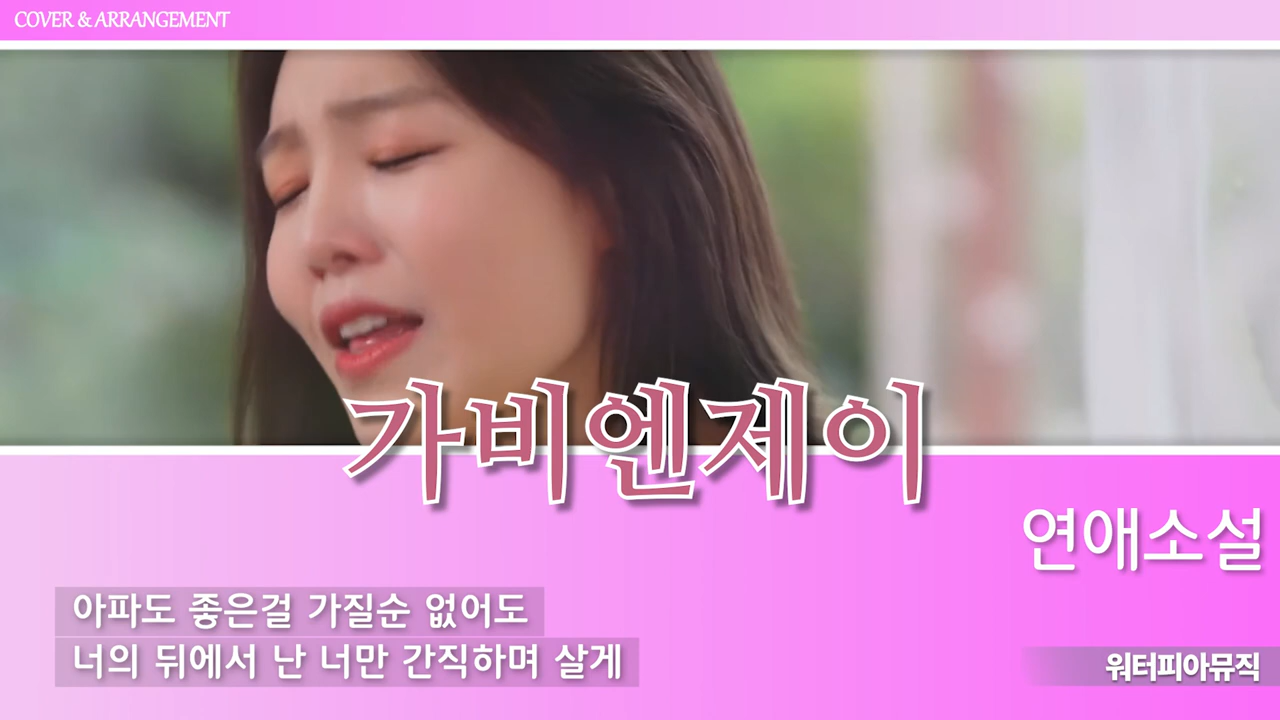 COVER & ARRANGEMENT
가비엔제이
연애소설
아파도 좋은걸 가질순 없어도
너의 뒤에서 난 너만 간직하며 살게
워터피아뮤직